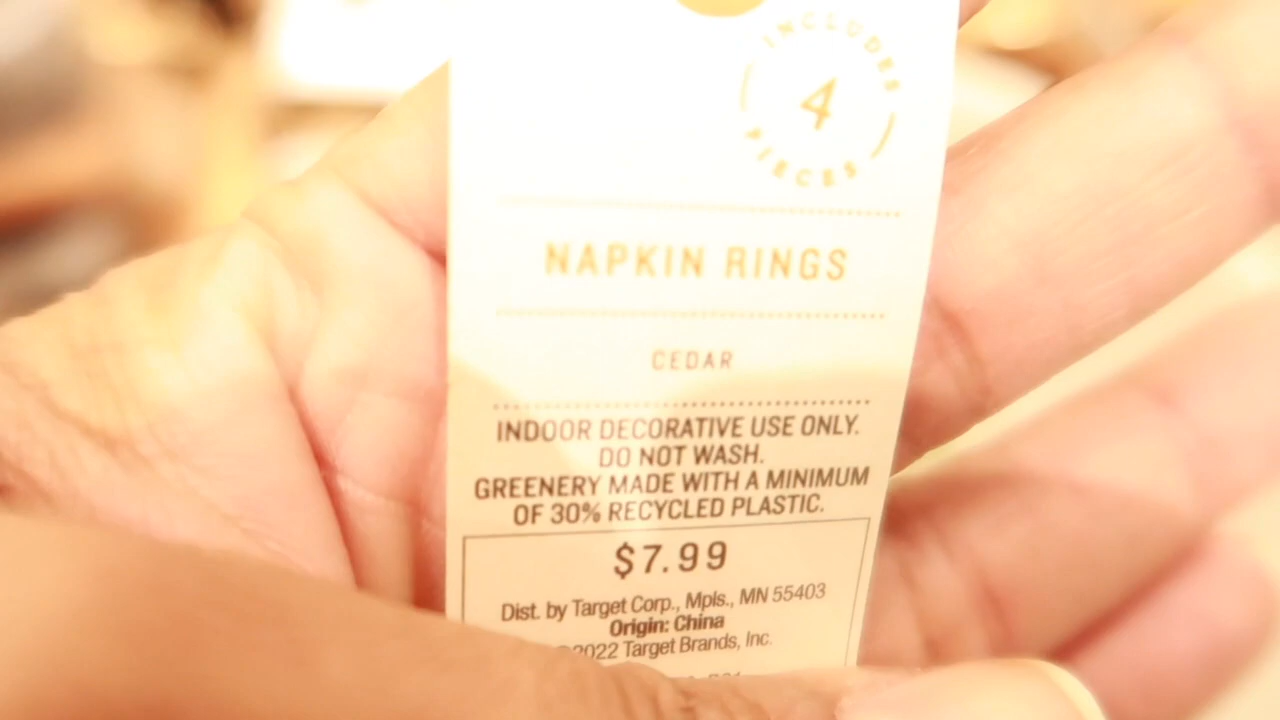 INCLUDES
4
PIECES
NAPKIN RINGS
CEDAR
INDOOR DECORATIVE USE ONLY.
DO NOT WASH.
GREENERY MADE WITH A MINIMUM
OF 30% RECYCLED PLASTIC.
$7.99
Dist. by Target Corp., Mpls., MN 55403
Origin: China
©2022 Target Brands, Inc.